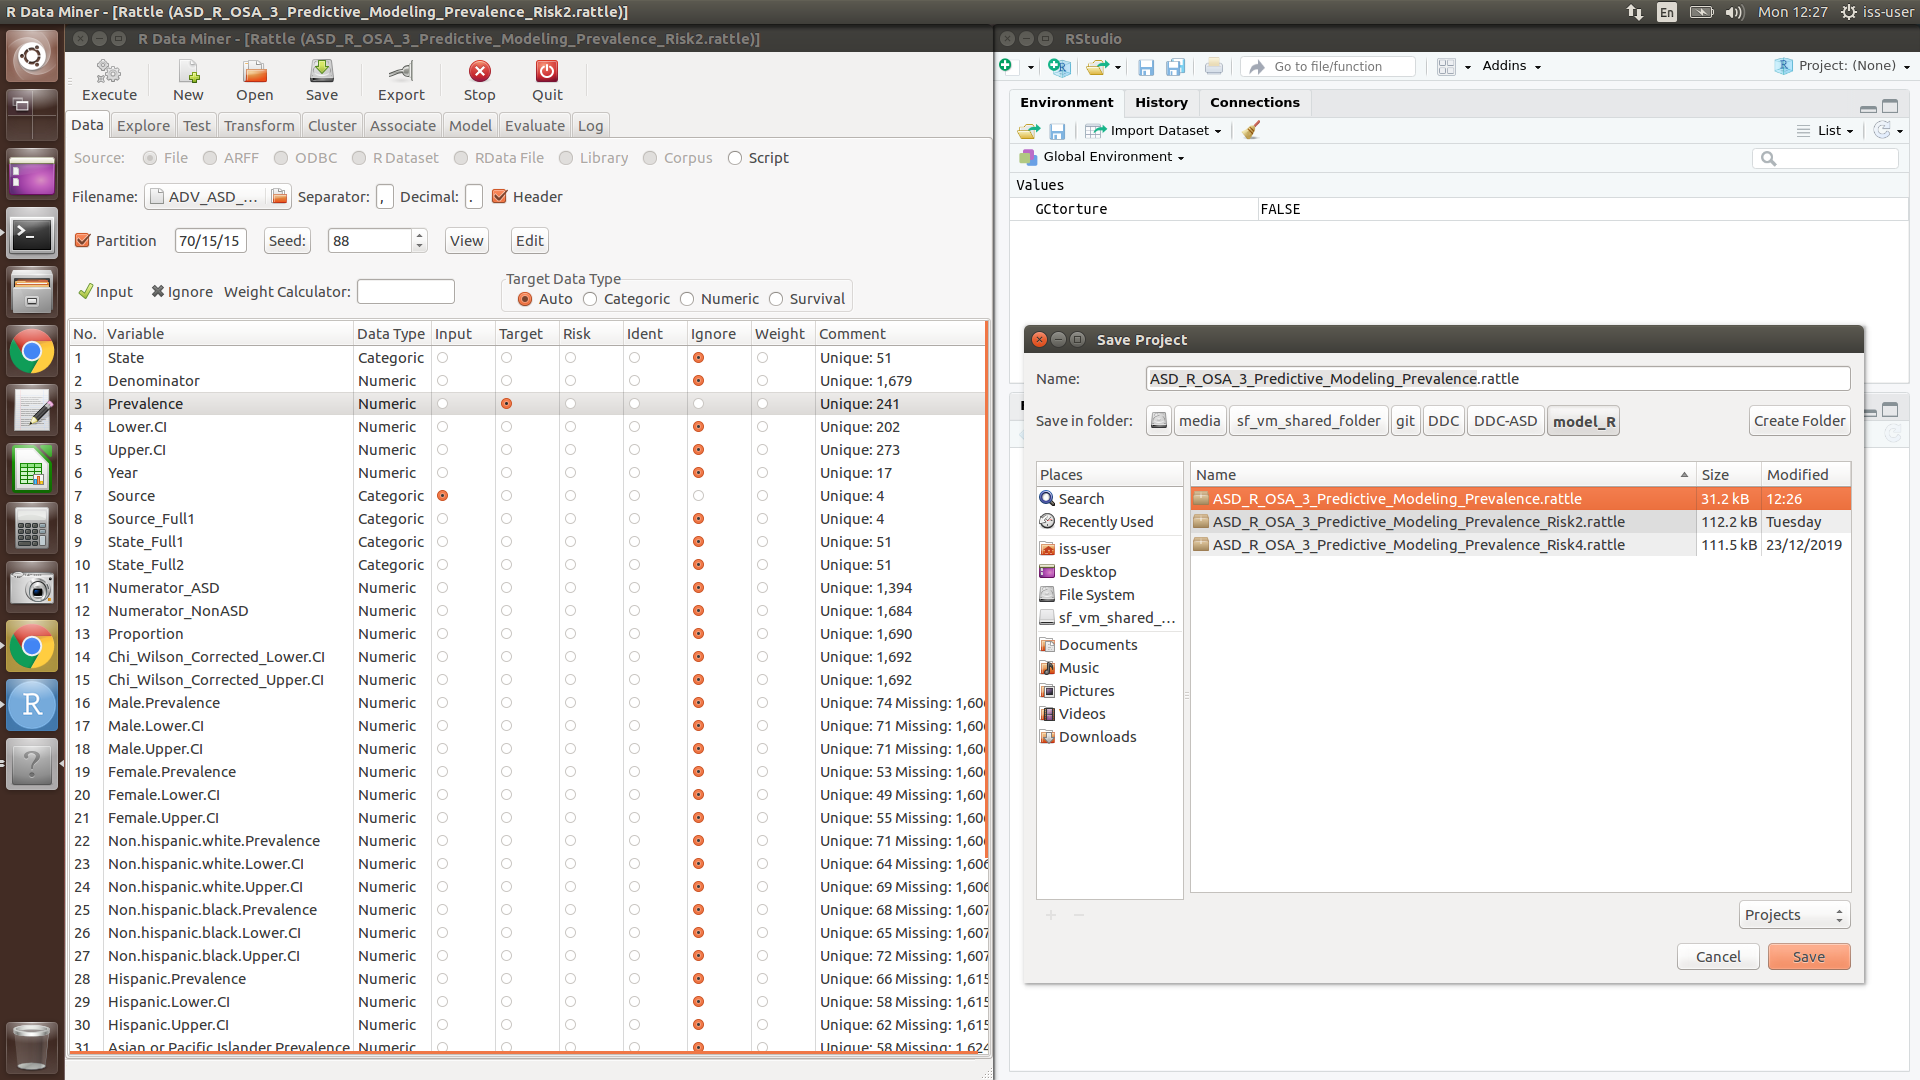 R Data Miner - [Rattle (ASD_R_OSA_3_Predictive_Modeling_Prevalence_Risk2.rattle)]
En
Mon 12:27
iss-user
R Data Miner - [Rattle (ASD_R_OSA_3_Predictive_Modeling_Prevalence_Risk2.rattle)]
Execute New Open Save Export Stop Quit
Data Explore Test Transform Cluster Associate Model Evaluate Log
Source: File ARFF ODBC R Dataset RData File Library Corpus Script
Filename: ADV_ASD_... Separator: , Decimal: . Header
Partition 70/15/15 Seed: 88 View Edit
Input Ignore Weight Calculator:
Target Data Type
Auto Categoric Numeric Survival
No. Variable Data Type Input Target Risk Ident Ignore Weight Comment
1 State Categoric Unique: 51
2 Denominator Numeric Unique: 1,679
3 Prevalence Numeric Unique: 241
4 Lower.CI Numeric Unique: 202
5 Upper.CI Numeric Unique: 273
6 Year Numeric Unique: 17
7 Source Categoric Unique: 4
8 Source_Full1 Categoric Unique: 4
9 State_Full1 Categoric Unique: 51
10 State_Full2 Categoric Unique: 51
11 Numerator_ASD Numeric Unique: 1,394
12 Numerator_NonASD Numeric Unique: 1,684
13 Proportion Numeric Unique: 1,690
14 Chi_Wilson_Corrected_Lower.CI Numeric Unique: 1,692
15 Chi_Wilson_Corrected_Upper.CI Numeric Unique: 1,692
16 Male.Prevalence Numeric Unique: 74 Missing: 1,606
17 Male.Lower.CI Numeric Unique: 71 Missing: 1,606
18 Male.Upper.CI Numeric Unique: 71 Missing: 1,606
19 Female.Prevalence Numeric Unique: 53 Missing: 1,606
20 Female.Lower.CI Numeric Unique: 49 Missing: 1,606
21 Female.Upper.CI Numeric Unique: 55 Missing: 1,606
22 Non.hispanic.white.Prevalence Numeric Unique: 71 Missing: 1,606
23 Non.hispanic.white.Lower.CI Numeric Unique: 64 Missing: 1,606
24 Non.hispanic.white.Upper.CI Numeric Unique: 69 Missing: 1,606
25 Non.hispanic.black.Prevalence Numeric Unique: 68 Missing: 1,607
26 Non.hispanic.black.Lower.CI Numeric Unique: 65 Missing: 1,607
27 Non.hispanic.black.Upper.CI Numeric Unique: 72 Missing: 1,607
28 Hispanic.Prevalence Numeric Unique: 66 Missing: 1,615
29 Hispanic.Lower.CI Numeric Unique: 58 Missing: 1,615
30 Hispanic.Upper.CI Numeric Unique: 62 Missing: 1,615
31 Asian.or.Pacific.Islander.Prevalence Numeric Unique: 58 Missing: 1,624
RStudio
Go to file/function
Addins
Project: (None)
Environment History Connections
Import Dataset
List
Global Environment
Values
GCtorture FALSE
Save Project
Name: ASD_R_OSA_3_Predictive_Modeling_Prevalence.rattle
Save in folder: media sf_vm_shared_folder git DDC DDC-ASD model_R Create Folder
Places
Search
Recently Used
iss-user
Desktop
File System
sf_vm_shared_...
Documents
Music
Pictures
Videos
Downloads
Name Size Modified
ASD_R_OSA_3_Predictive_Modeling_Prevalence.rattle 31.2 kB 12:26
ASD_R_OSA_3_Predictive_Modeling_Prevalence_Risk2.rattle 112.2 kB Tuesday
ASD_R_OSA_3_Predictive_Modeling_Prevalence_Risk4.rattle 111.5 kB 23/12/2019
Projects
Cancel Save